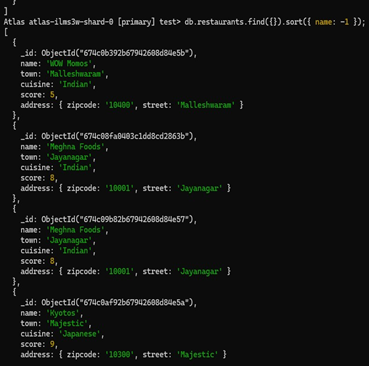 }
]
Atlas atlas-ilms3w-shard-0 [primary] test> db.restaurants.find({}).sort({ name: -1 });
[
{
_id: ObjectId("674c0b392b67942608d84e5b"),
name: 'WOW Momos',
town: 'Malleshwaram',
cuisine: 'Indian',
score: 5,
address: { zipcode: '10400', street: 'Malleshwaram' }
},
{
_id: ObjectId("674c08fa0403c1dd8cd2863b"),
name: 'Meghna Foods',
town: 'Jayanagar',
cuisine: 'Indian',
score: 8,
address: { zipcode: '10001', street: 'Jayanagar' }
},
{
_id: ObjectId("674c09b82b67942608d84e57"),
name: 'Meghna Foods',
town: 'Jayanagar',
cuisine: 'Indian',
score: 8,
address: { zipcode: '10001', street: 'Jayanagar' }
},
{
_id: ObjectId("674c0af92b67942608d84e5a"),
name: 'Kyotos',
town: 'Majestic',
cuisine: 'Japanese',
score: 9,
address: { zipcode: '10300', street: 'Majestic' }